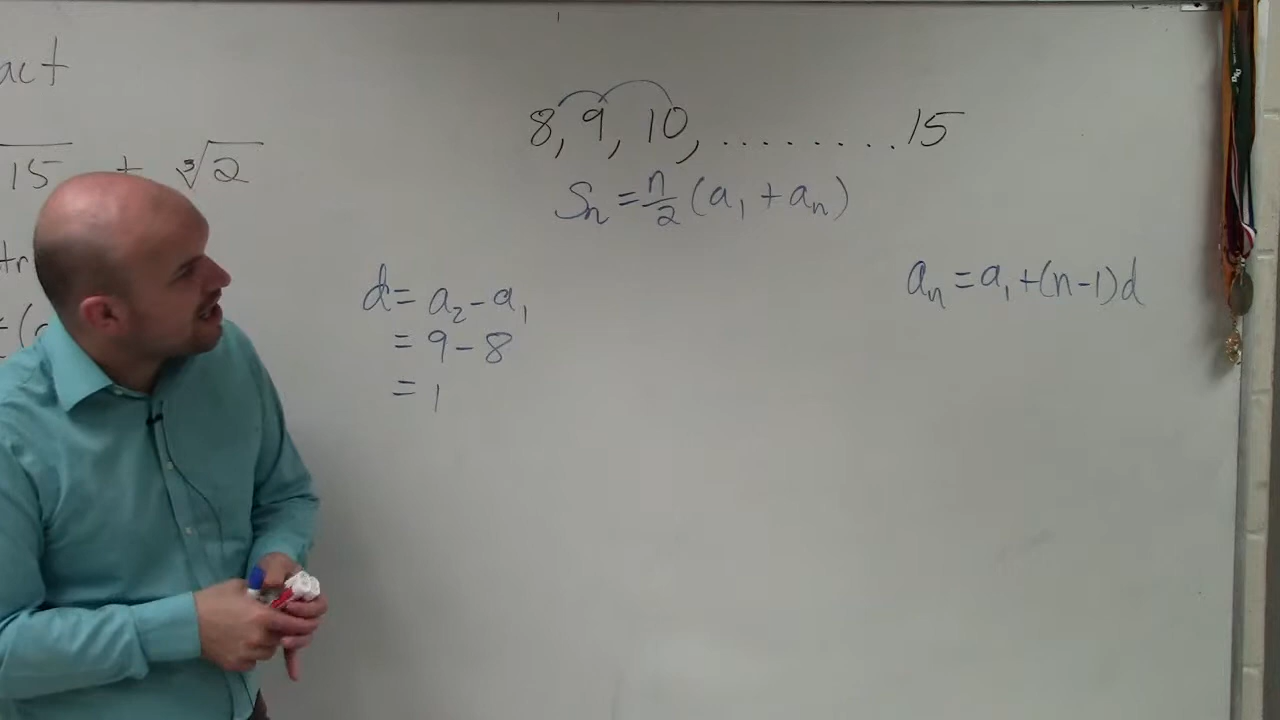 act
15 + ∛2
8, 9, 10, . . . . . . . . . 15
Sₙ = n/2 (a₁ + aₙ)
d = a₂ - a₁
= 9 - 8
= 1
aₙ = a₁ + (n-1)d